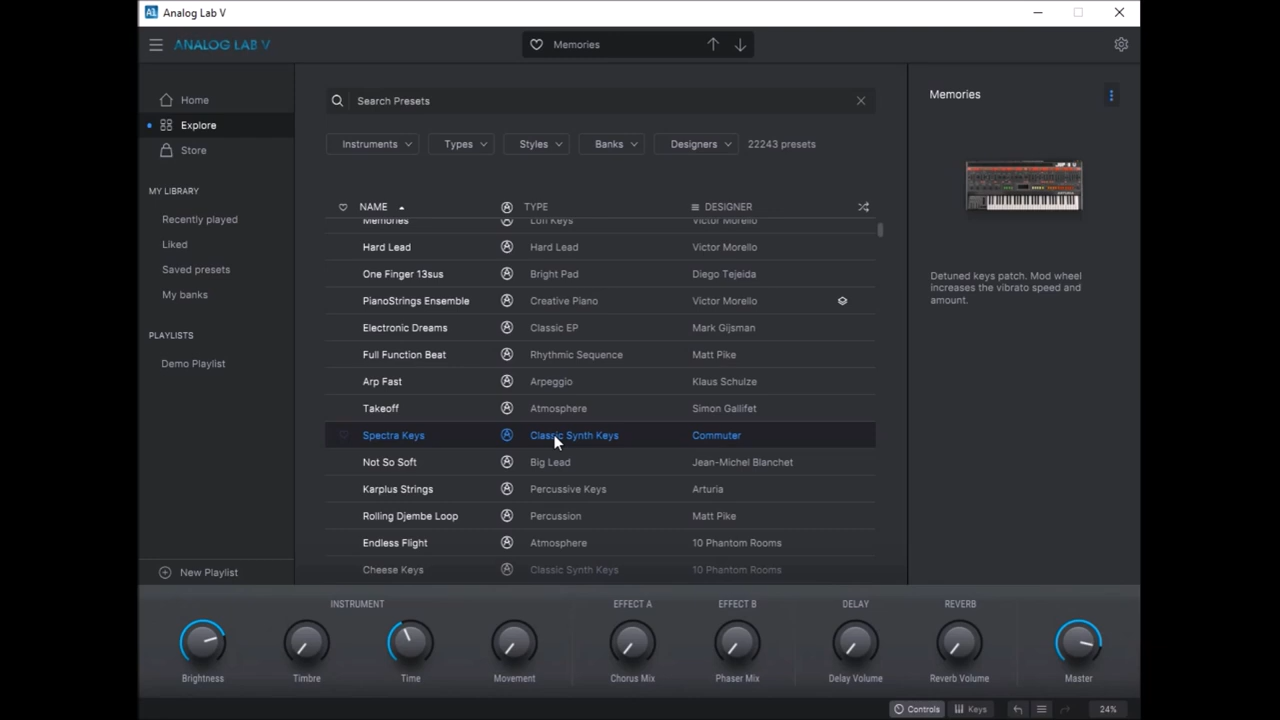 Analog Lab V
ANALOG LAB V
Memories
Home
Explore
Store
MY LIBRARY
Recently played
Liked
Saved presets
My banks
PLAYLISTS
Demo Playlist
New Playlist
Search Presets
Instruments Types Styles Banks Designers 22243 presets
NAME TYPE DESIGNER
Memories Lofi Keys Victor Morello
Hard Lead Hard Lead Victor Morello
One Finger 13sus Bright Pad Diego Tejeida
PianoStrings Ensemble Creative Piano Victor Morello
Electronic Dreams Classic EP Mark Gijsman
Full Function Beat Rhythmic Sequence Matt Pike
Arp Fast Arpeggio Klaus Schulze
Takeoff Atmosphere Simon Gallifet
Spectra Keys Classic Synth Keys Commuter
Not So Soft Big Lead Jean-Michel Blanchet
Karplus Strings Percussive Keys Arturia
Rolling Djembe Loop Percussion Matt Pike
Endless Flight Atmosphere 10 Phantom Rooms
Cheese Keys Classic Synth Keys 10 Phantom Rooms
Memories
Detuned keys patch. Mod wheel
increases the vibrato speed and
amount.
INSTRUMENT EFFECT A EFFECT B DELAY REVERB
Brightness Timbre Time Movement Chorus Mix Phaser Mix Delay Volume Reverb Volume Master
Controls Keys 24%